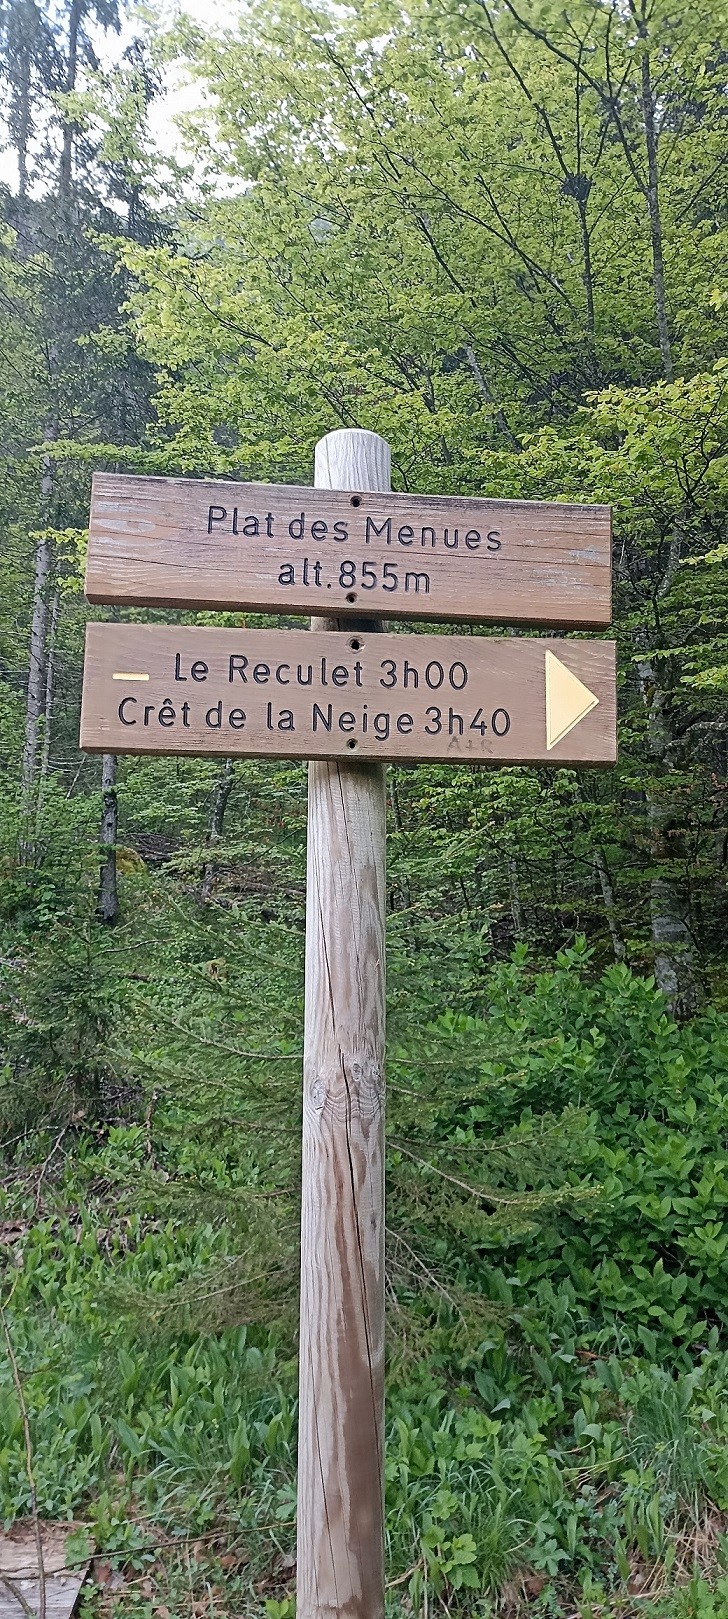 Plat des Menues
alt.855m
Le Reculet 3h00
Crêt de la Neige 3h40
A+R